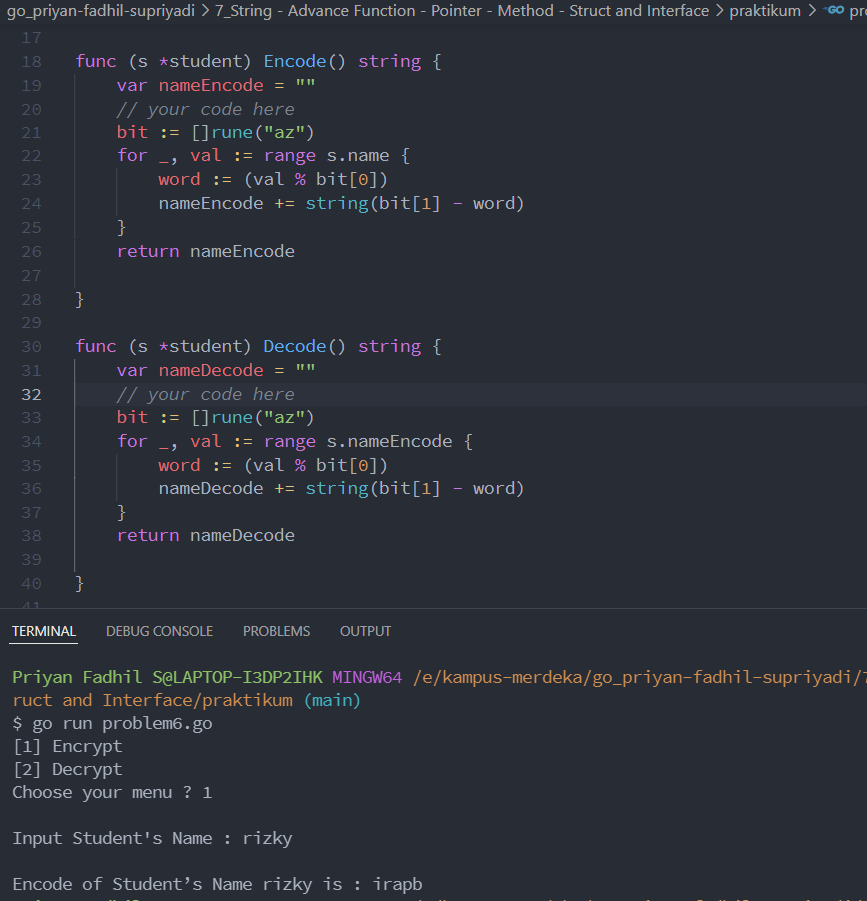 go_priyan-fadhil-supriyadi > 7_String - Advance Function - Pointer - Method - Struct and Interface > praktikum > GO pro
17
18 func (s *student) Encode() string {
19 var nameEncode = ""
20 // your code here
21 bit := []rune("az")
22 for _, val := range s.name {
23 word := (val % bit[0])
24 nameEncode += string(bit[1] - word)
25 }
26 return nameEncode
27
28 }
29
30 func (s *student) Decode() string {
31 var nameDecode = ""
32 // your code here
33 bit := []rune("az")
34 for _, val := range s.nameEncode {
35 word := (val % bit[0])
36 nameDecode += string(bit[1] - word)
37 }
38 return nameDecode
39
40 }
41
TERMINAL DEBUG CONSOLE PROBLEMS OUTPUT
Priyan Fadhil S@LAPTOP-I3DP2IHK MINGW64 /e/kampus-merdeka/go_priyan-fadhil-supriyadi/7
ruct and Interface/praktikum (main)
$ go run problem6.go
[1] Encrypt
[2] Decrypt
Choose your menu ? 1
Input Student's Name : rizky
Encode of Student’s Name rizky is : irapb